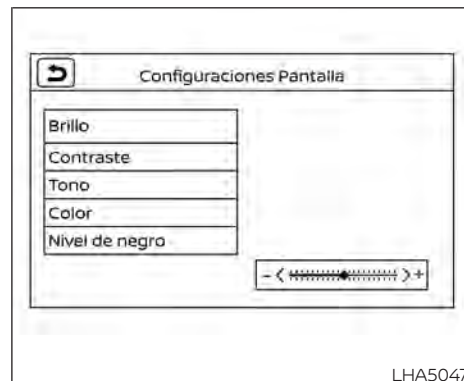 Configuraciones Pantalla
Brillo
Contraste
Tono
Color
Nivel de negro
- < > +
LHA5047